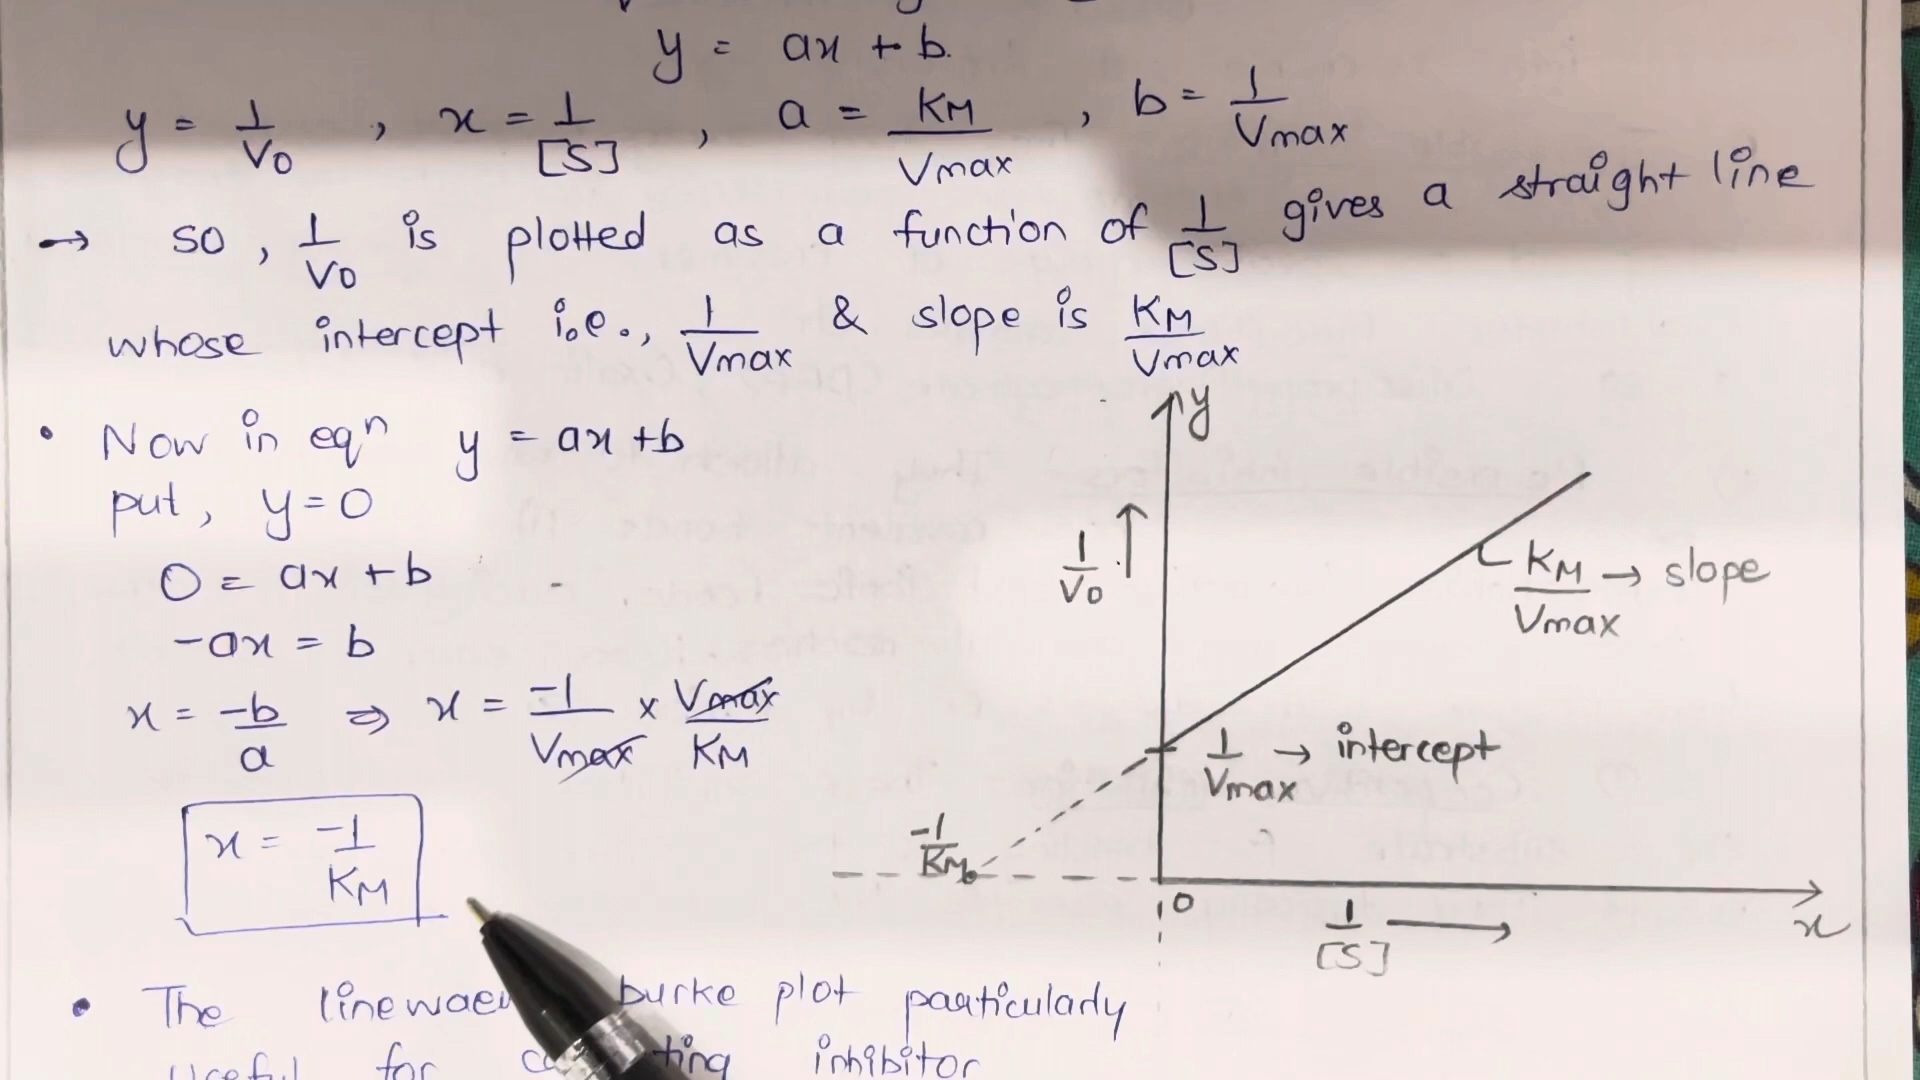 y = ax + b.
y = 1/V0 , x = 1/[S] , a = KM/Vmax , b = 1/Vmax
→ so , 1/V0 is plotted as a function of 1/[S] gives a straight line
whose intercept i.e., 1/Vmax & slope is KM/Vmax
• Now in eqn y = ax+b
put, y=0
0 = ax+b
-ax = b
x = -b/a ⇒ x = -1/Vmax × Vmax/KM
x = -1/KM
y
1/V0 ↑
KM/Vmax → slope
1/Vmax → intercept
-1/KM
0
1/[S] →
x
• The burke plot particularly
for inhibitor